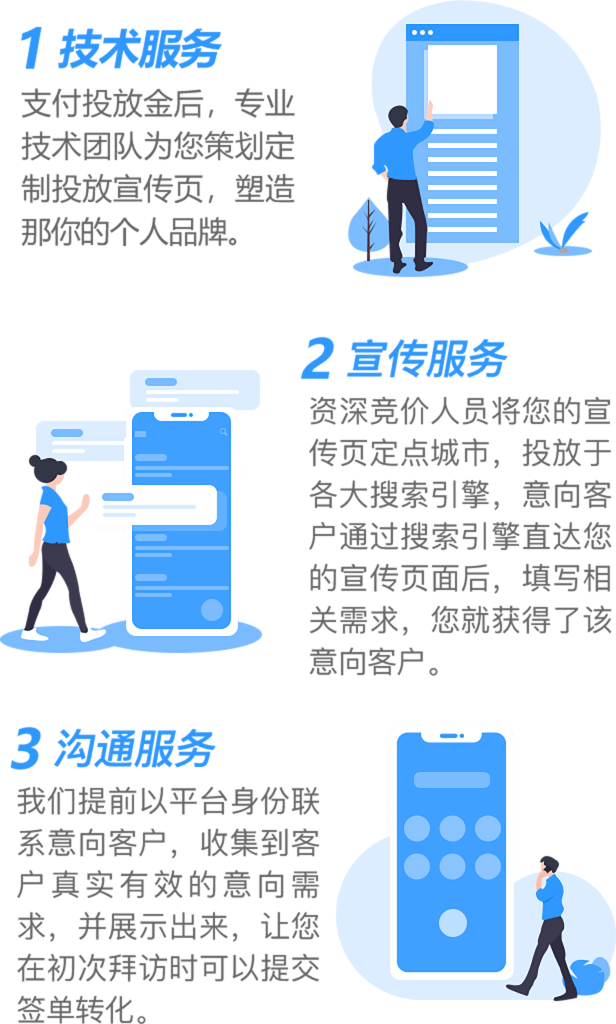 1 技术服务
支付投放金后，专业
技术团队为您策划定
制投放宣传页，塑造
那你的个人品牌。
2 宣传服务
资深竞价人员将您的宣
传页定点城市，投放于
各大搜索引擎，意向客
户通过搜索引擎直达您
的宣传页面后，填写相
关需求，您就获得了该
意向客户。
3 沟通服务
我们提前以平台身份联
系意向客户，收集到客
户真实有效的意向需
求，并展示出来，让您
在初次拜访时可以提交
签单转化。